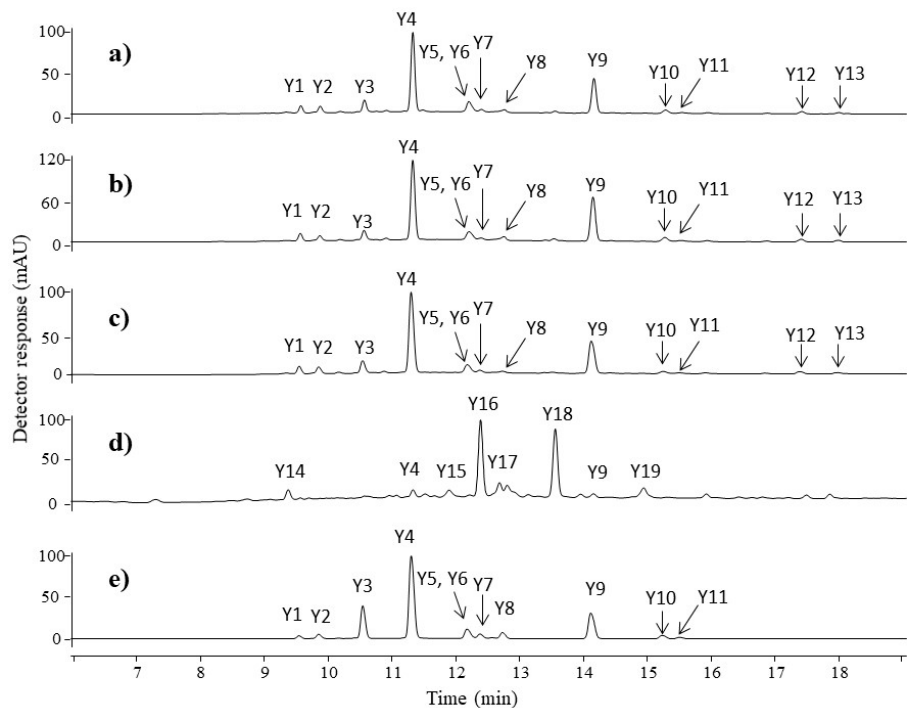 Detector response (mAU)
a)
100
50
0
Y1 Y2 Y3 Y4 Y5, Y6 Y7 Y8 Y9 Y10 Y11 Y12 Y13
b)
120
60
0
Y1 Y2 Y3 Y4 Y5, Y6 Y7 Y8 Y9 Y10 Y11 Y12 Y13
c)
100
50
0
Y1 Y2 Y3 Y4 Y5, Y6 Y7 Y8 Y9 Y10 Y11 Y12 Y13
d)
100
50
0
Y14 Y4 Y15 Y16 Y17 Y18 Y9 Y19
e)
100
50
0
Y1 Y2 Y3 Y4 Y5, Y6 Y7 Y8 Y9 Y10 Y11
7 8 9 10 11 12 13 14 15 16 17 18
Time (min)